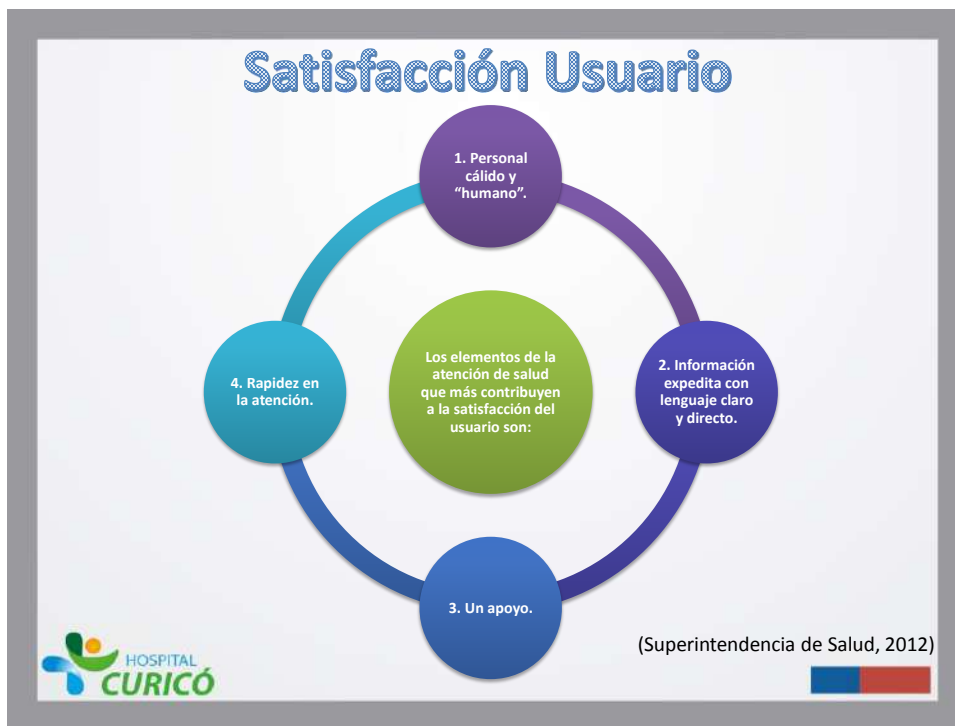 Satisfacción Usuario
1. Personal
cálido y
“humano”.
Los elementos de la
atención de salud
que más contribuyen
a la satisfacción del
usuario son:
2. Información
expedita con
lenguaje claro
y directo.
3. Un apoyo.
4. Rapidez en
la atención.
(Superintendencia de Salud, 2012)
HOSPITAL
CURICÓ